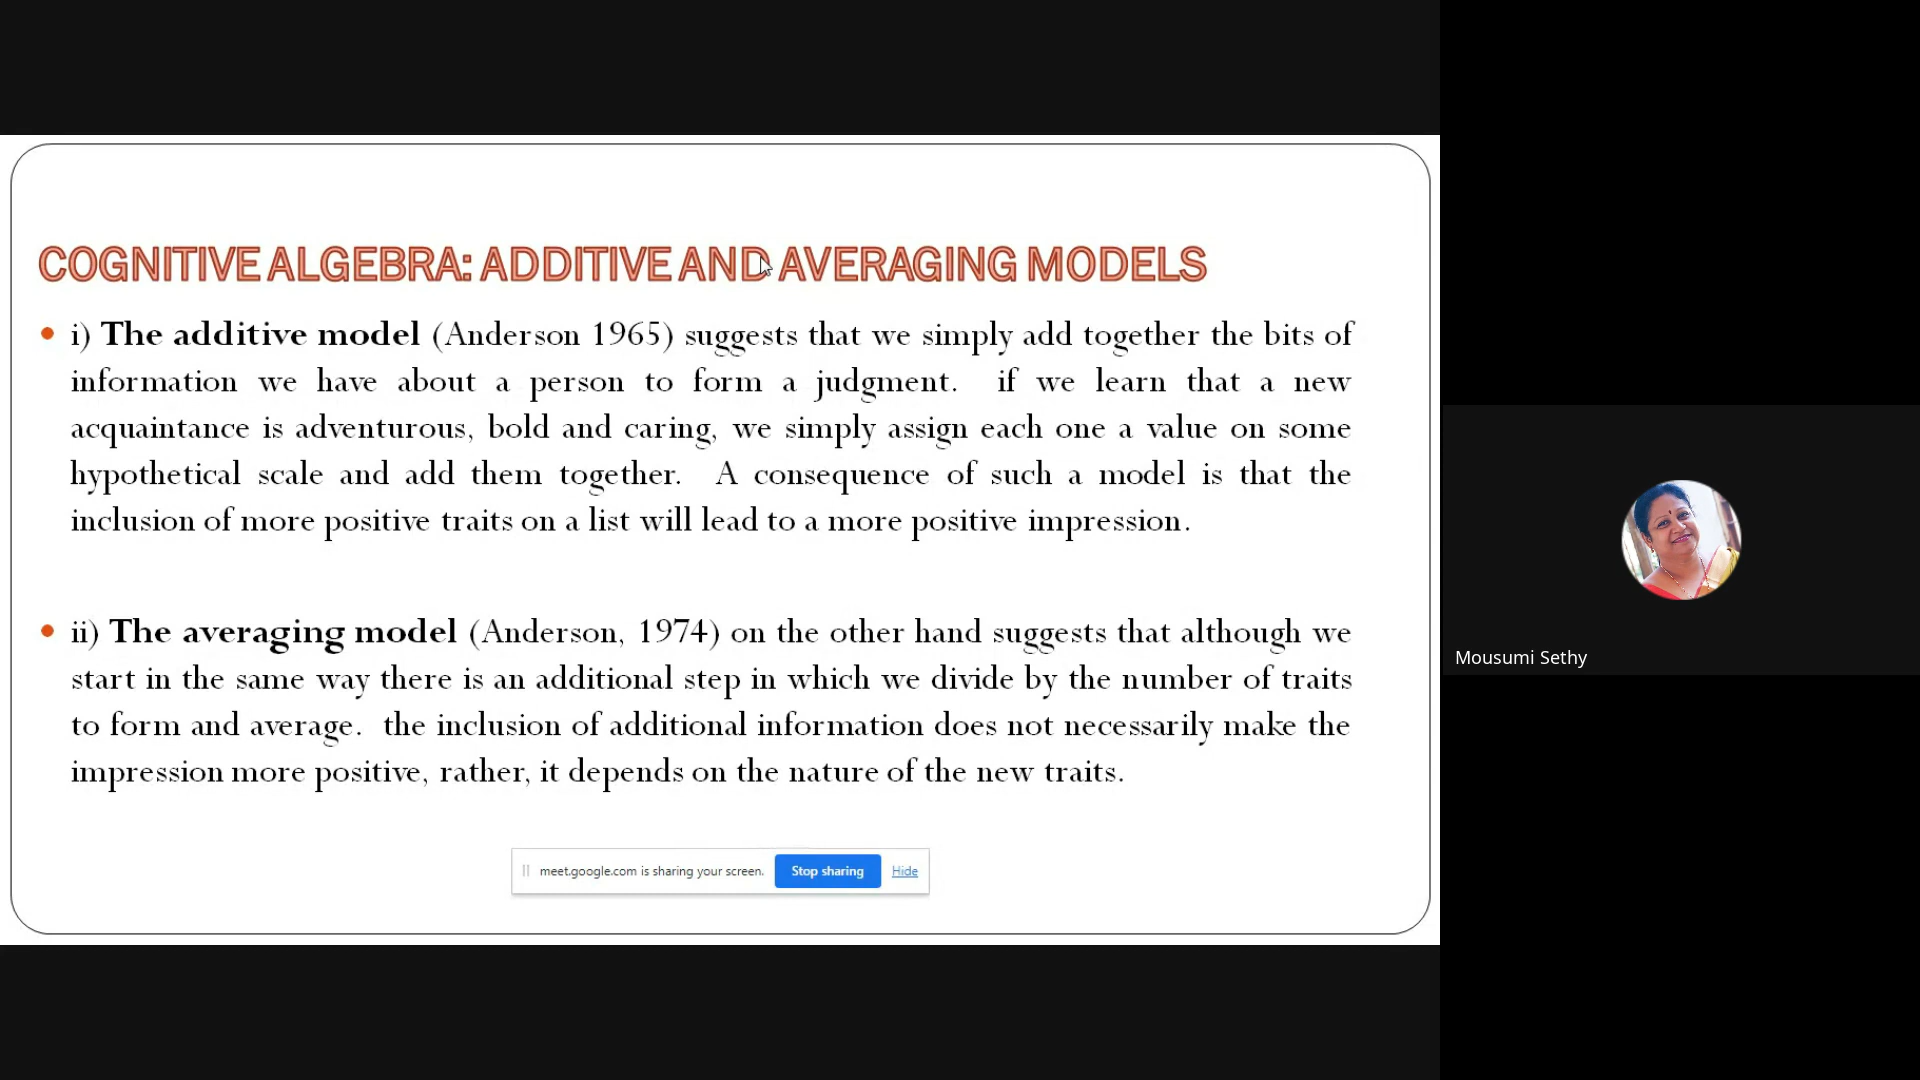 COGNITIVE ALGEBRA: ADDITIVE AND AVERAGING MODELS
i) The additive model (Anderson 1965) suggests that we simply add together the bits of
information we have about a person to form a judgment. if we learn that a new
acquaintance is adventurous, bold and caring, we simply assign each one a value on some
hypothetical scale and add them together. A consequence of such a model is that the
inclusion of more positive traits on a list will lead to a more positive impression.
ii) The averaging model (Anderson, 1974) on the other hand suggests that although we
start in the same way there is an additional step in which we divide by the number of traits
to form and average. the inclusion of additional information does not necessarily make the
impression more positive, rather, it depends on the nature of the new traits.
meet.google.com is sharing your screen. Stop sharing Hide
Mousumi Sethy